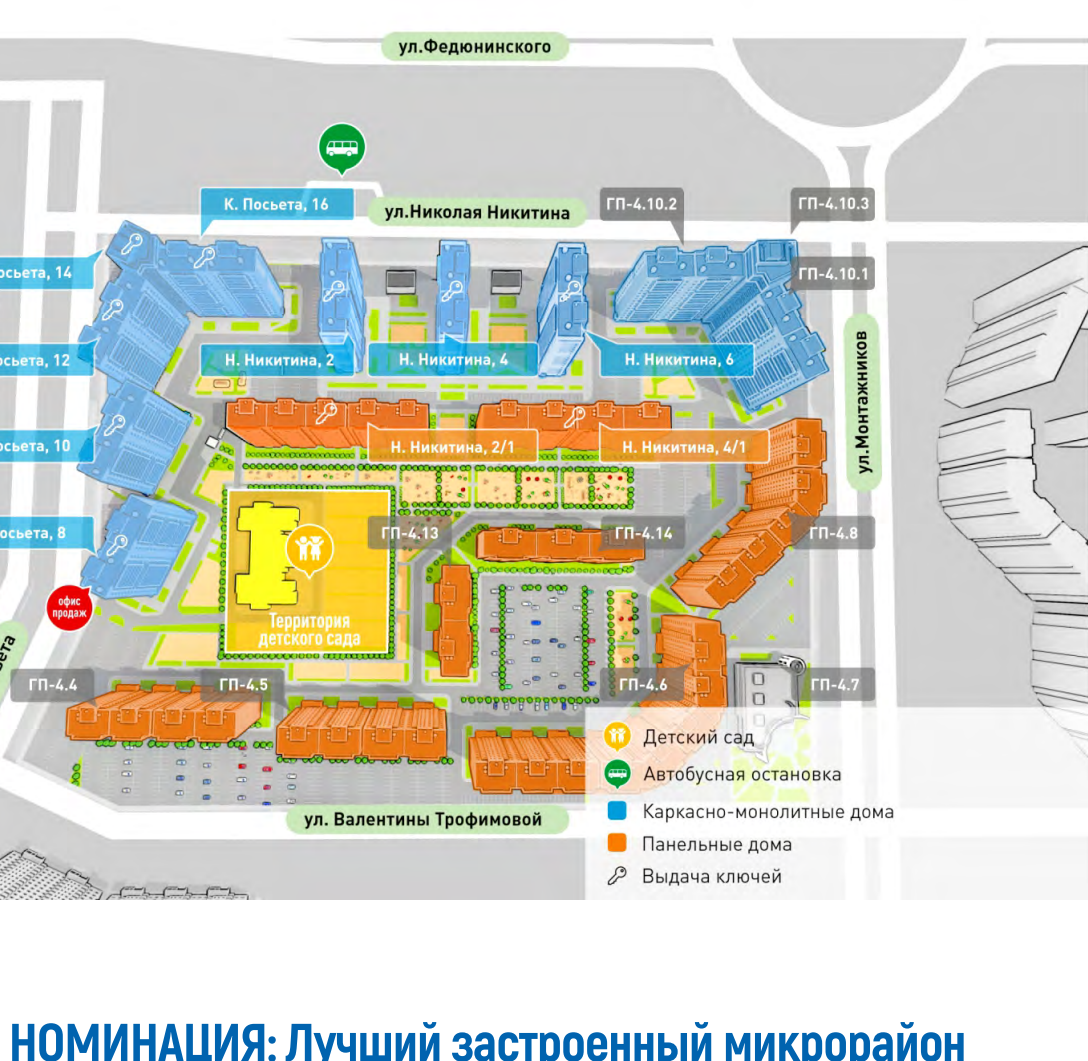 ул.Федюнинского
К. Посьета, 16
ул.Николая Никитина
ГП-4.10.2
ГП-4.10.3
осьета, 14
ГП-4.10.1
осьета, 12
Н. Никитина, 2
Н. Никитина, 4
Н. Никитина, 6
ул.Монтажников
осьета, 10
Н. Никитина, 2/1
Н. Никитина, 4/1
осьета, 8
ГП-4.13
ГП-4.14
ГП-4.8
офис
продаж
Территория
детского сада
ьета
ГП-4.4
ГП-4.5
ГП-4.6
ГП-4.7
Детский сад
Автобусная остановка
Каркасно-монолитные дома
Панельные дома
Выдача ключей
ул. Валентины Трофимовой
НОМИНАЦИЯ: Лучший застроенный микрорайон